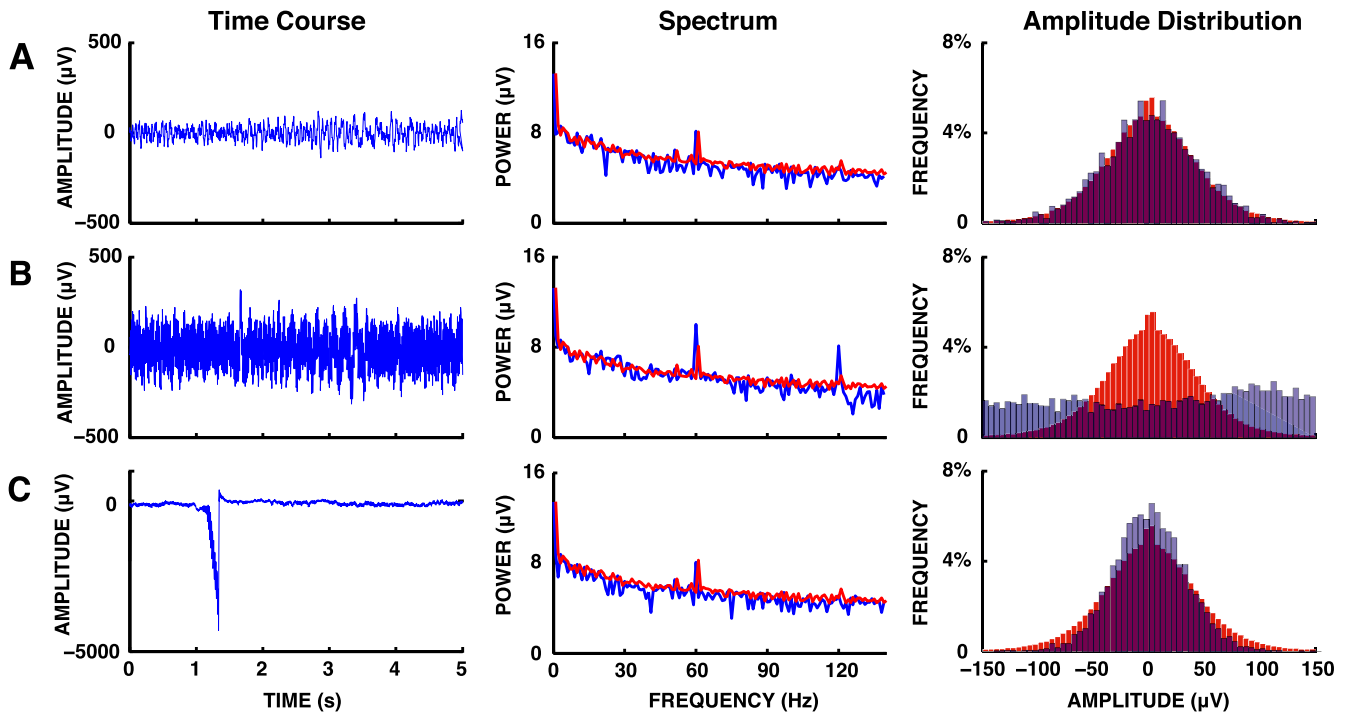 Time Course Spectrum Amplitude Distribution
A
AMPLITUDE (µV)
500
0
−500
POWER (µV)
16
8
0
FREQUENCY
8%
4%
0
B
AMPLITUDE (µV)
500
0
−500
POWER (µV)
16
8
0
FREQUENCY
8%
4%
0
C
AMPLITUDE (µV)
0
−5000
0 1 2 3 4 5
TIME (s)
POWER (µV)
16
8
0
0 30 60 90 120
FREQUENCY (Hz)
FREQUENCY
8%
4%
0
−150 −100 −50 0 50 100 150
AMPLITUDE (µV)